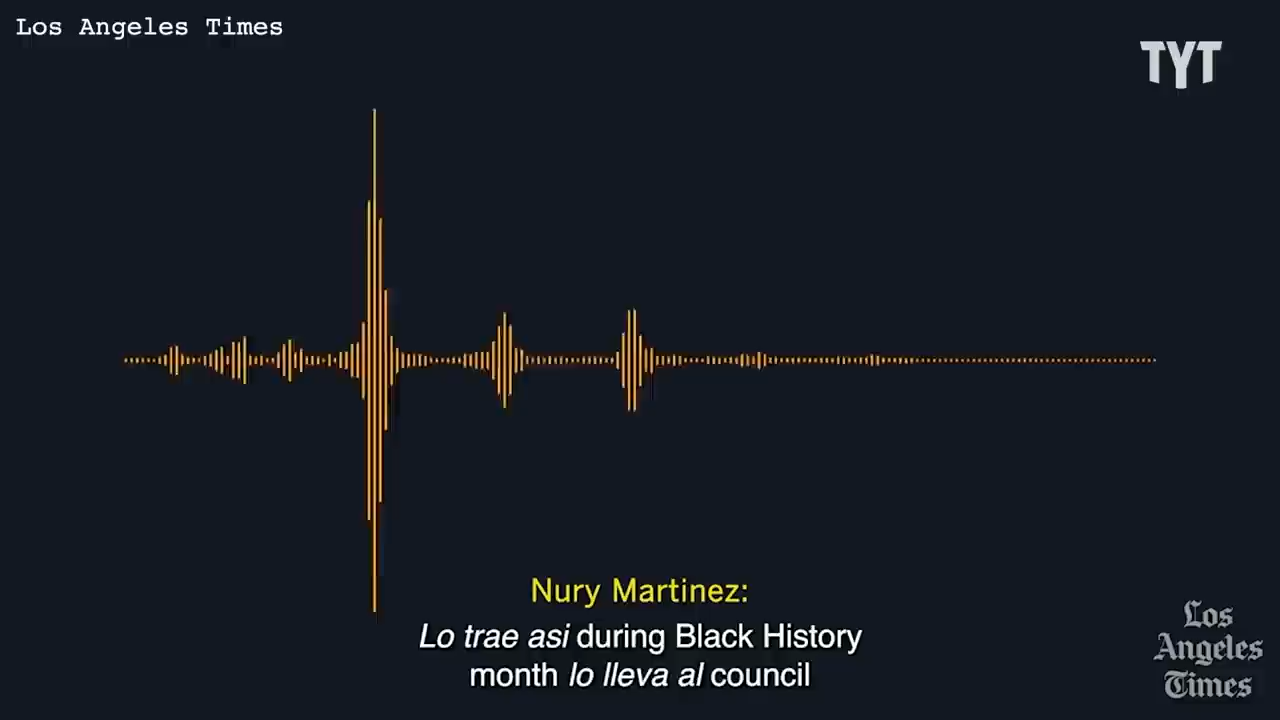 Los Angeles Times
TYT
Nury Martinez:
Lo trae asi during Black History
month lo lleva al council
Los
Angeles
Times